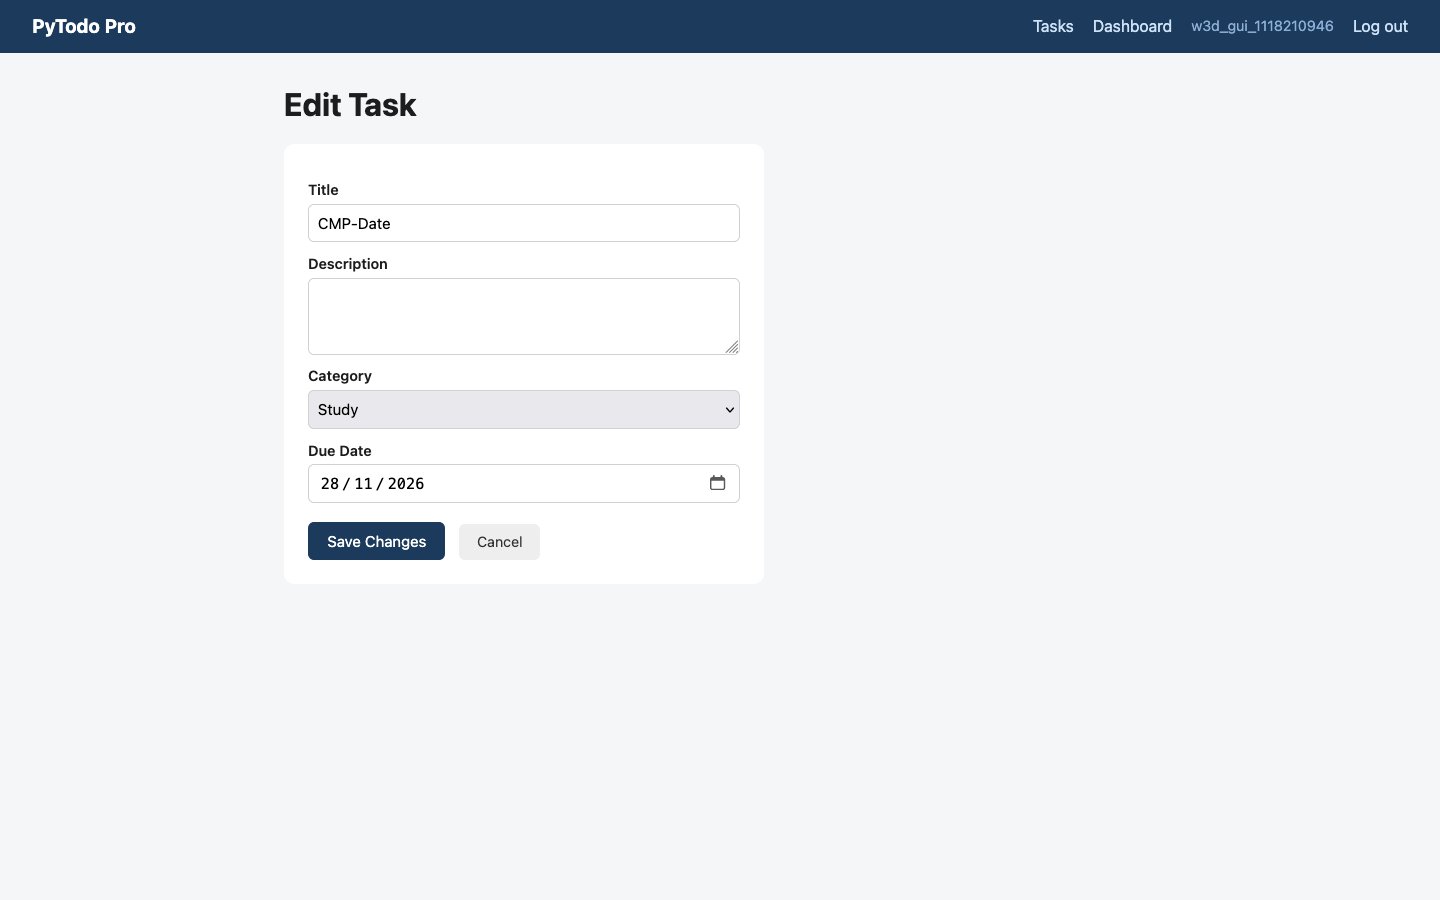 PyTodo Pro
Tasks Dashboard w3d_gui_1118210946 Log out
Edit Task
Title
CMP-Date
Description
Category
Study
Due Date
28/11/2026
Save Changes Cancel